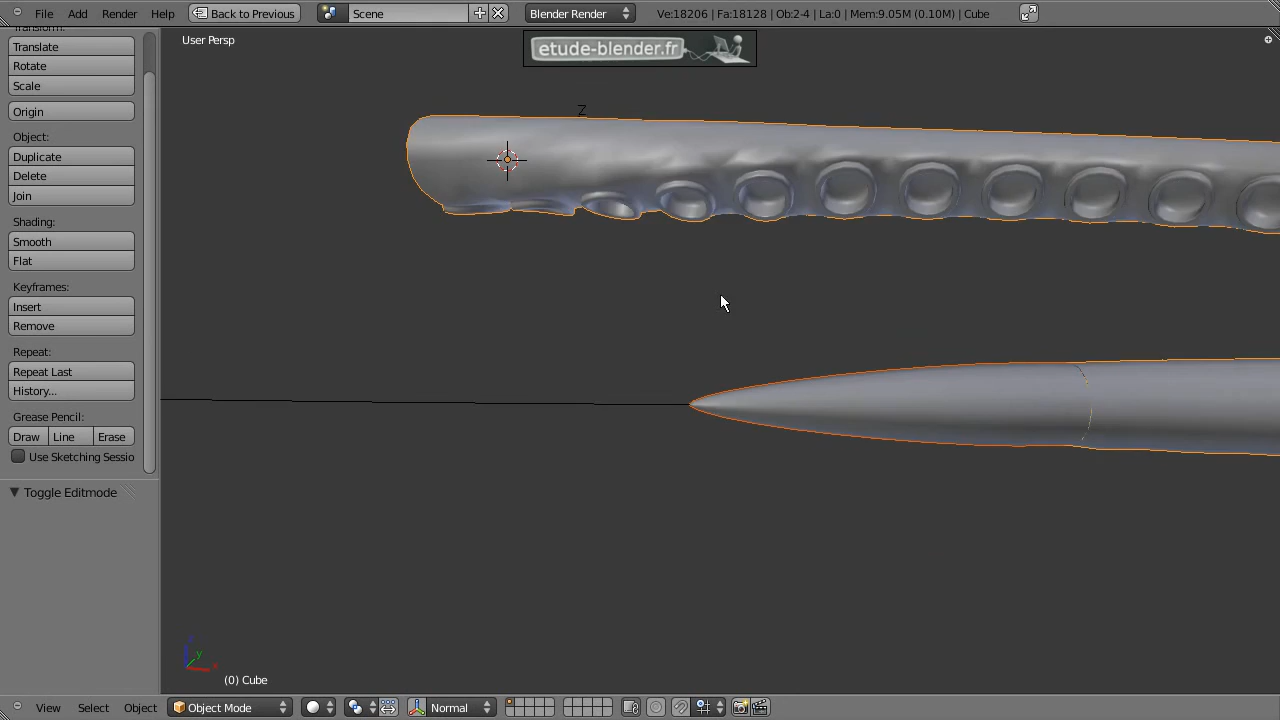 File Add Render Help Back to Previous Scene Blender Render Ve:18206 | Fa:18128 | Ob:2-4 | La:0 | Mem:9.05M (0.10M) | Cube
Transform:
Translate
Rotate
Scale
Origin
Object:
Duplicate
Delete
Join
Shading:
Smooth
Flat
Keyframes:
Insert
Remove
Repeat:
Repeat Last
History...
Grease Pencil:
Draw Line Erase
Use Sketching Sessio
Toggle Editmode
User Persp
etude-blender.fr
Z
z
y
x
(0) Cube
View Select Object Object Mode Normal